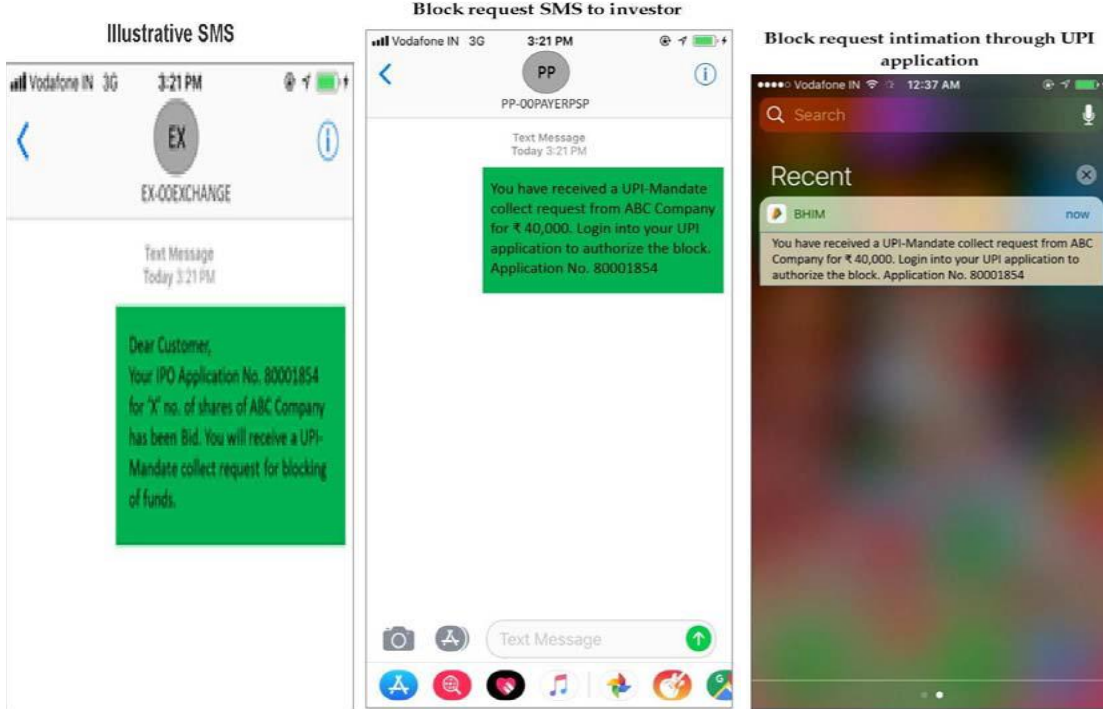 Illustrative SMS
Vodafone IN 3G 3:21 PM
EX
EX-00EXCHANGE
Text Message
Today 3:21 PM
Dear Customer,
Your IPO Application No. 80001854
for 'X' no. of shares of ABC Company
has been Bid. You will receive a UPI-
Mandate collect request for blocking
of funds.
Block request SMS to investor
Vodafone IN 3G 3:21 PM
PP
PP-00PAYERPSP
Text Message
Today 3:21 PM
You have received a UPI-Mandate
collect request from ABC Company
for ₹ 40,000. Login into your UPI
application to authorize the block.
Application No. 80001854
Text Message
G
Block request intimation through UPI
application
Vodafone IN 12:37 AM
Search
Recent
BHIM now
You have received a UPI-Mandate collect request from ABC
Company for ₹ 40,000. Login into your UPI application to
authorize the block. Application No. 80001854